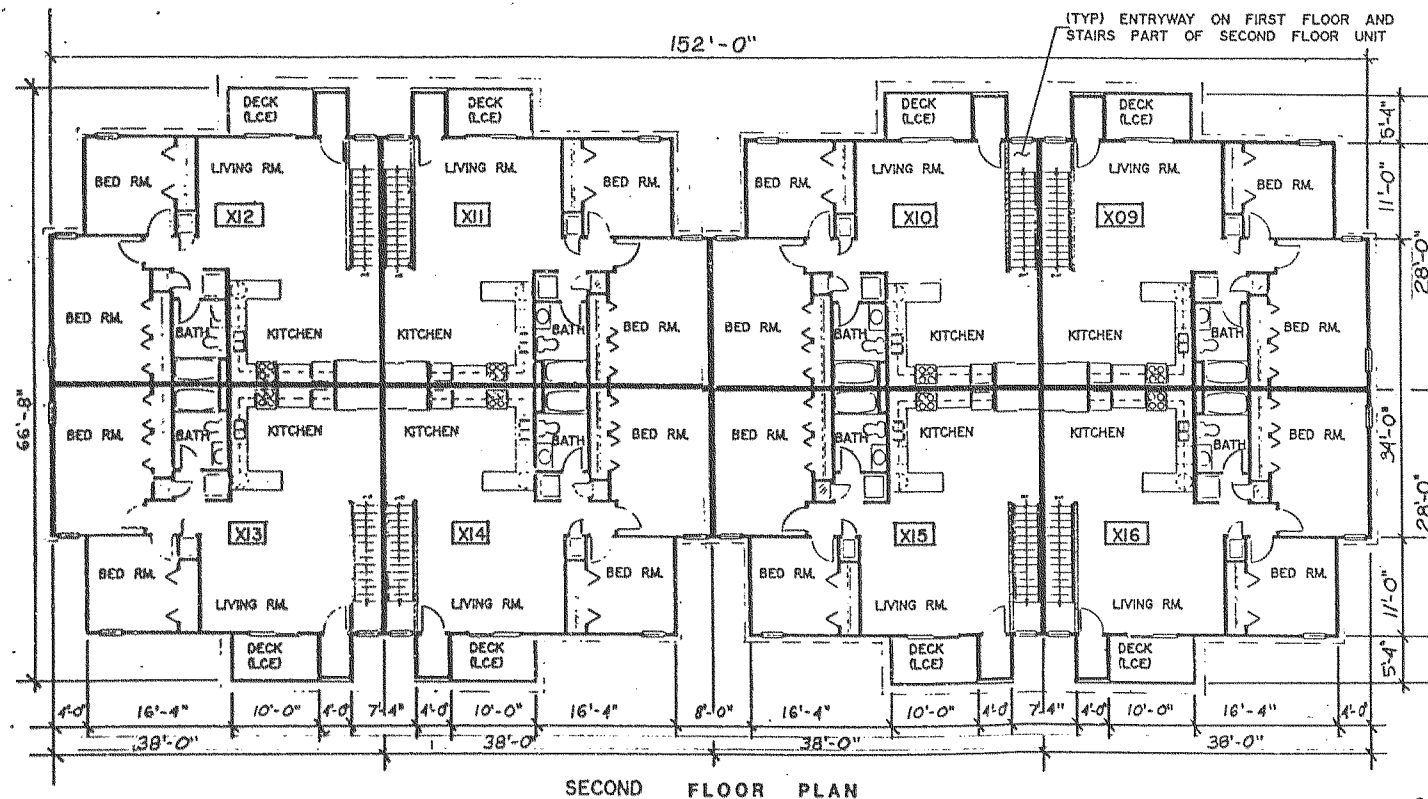 (TYP) ENTRYWAY ON FIRST FLOOR AND
STAIRS PART OF SECOND FLOOR UNIT
152'-0"
DECK
(LCE)
DECK
(LCE)
DECK
(LCE)
DECK
(LCE)
5'-4"
BED RM.
LIVING RM.
LIVING RM.
BED RM.
BED RM.
LIVING RM.
LIVING RM.
BED RM.
11'-0"
X12
X11
X10
X09
28'-0"
BED RM.
BATH
KITCHEN
KITCHEN
BATH
BED RM.
BED RM.
BATH
KITCHEN
KITCHEN
BATH
BED RM.
66'-8"
34'-0"
BED RM.
BATH
KITCHEN
KITCHEN
BATH
BED RM.
BED RM.
BATH
KITCHEN
KITCHEN
BATH
BED RM.
28'-0"
X13
X14
X15
X16
BED RM.
LIVING RM.
LIVING RM.
BED RM.
BED RM.
LIVING RM.
LIVING RM.
BED RM.
11'-0"
DECK
(LCE)
DECK
(LCE)
DECK
(LCE)
DECK
(LCE)
5'-4"
4'-0" 16'-4" 10'-0" 4'-0" 7'-4" 4'-0" 10'-0" 16'-4" 8'-0" 16'-4" 10'-0" 4'-0" 7'-4" 4'-0" 10'-0" 16'-4" 4'-0"
38'-0" 38'-0" 38'-0" 38'-0"
SECOND FLOOR PLAN